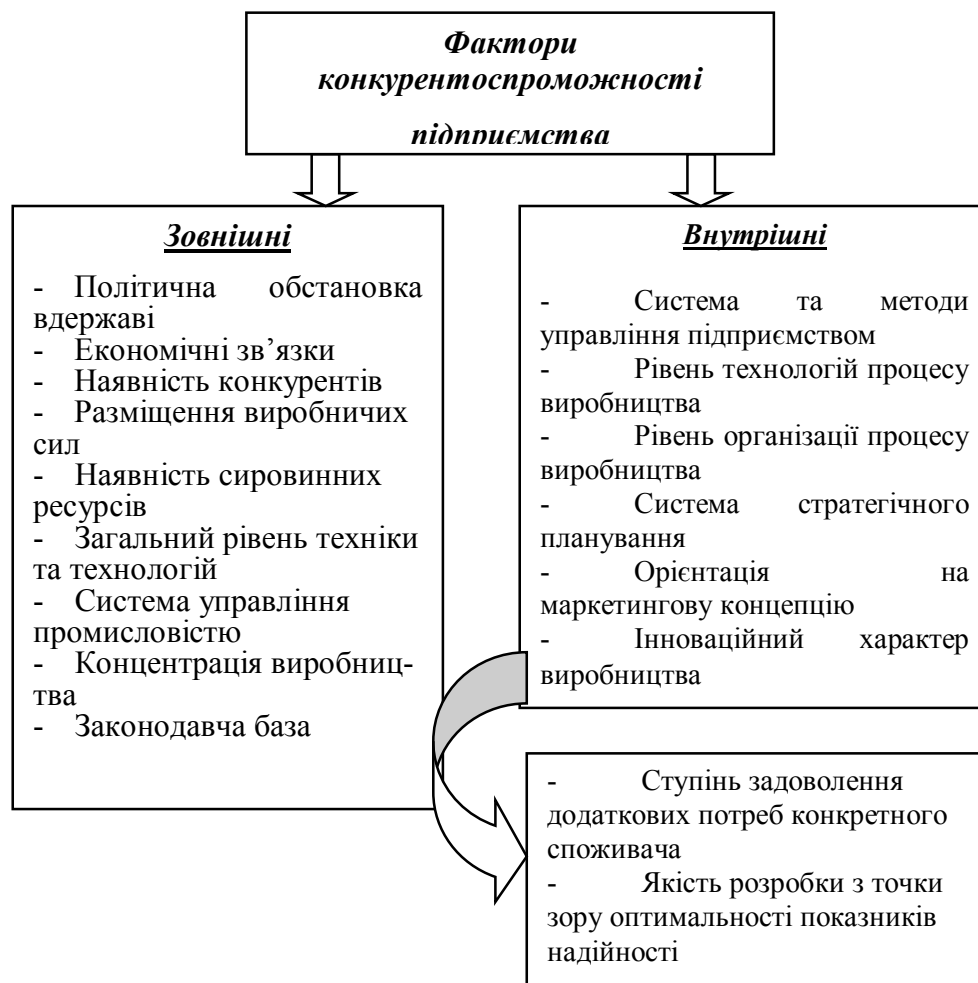 Фактори
конкурентоспроможності
підприємства
Зовнішні
- Політична обстановка
вдержаві
- Економічні зв’язки
- Наявність конкурентів
- Разміщення виробничих
сил
- Наявність сировинних
ресурсів
- Загальний рівень техніки
та технологій
- Система управління
промисловістю
- Концентрація виробниц-
тва
- Законодавча база
Внутрішні
- Система та методи
управління підприємством
- Рівень технологій процесу
виробництва
- Рівень організації процесу
виробництва
- Система стратегічного
планування
- Орієнтація на
маркетингову концепцію
- Інноваційний характер
виробництва
- Ступінь задоволення
додаткових потреб конкретного
споживача
- Якість розробки з точки
зору оптимальності показників
надійності